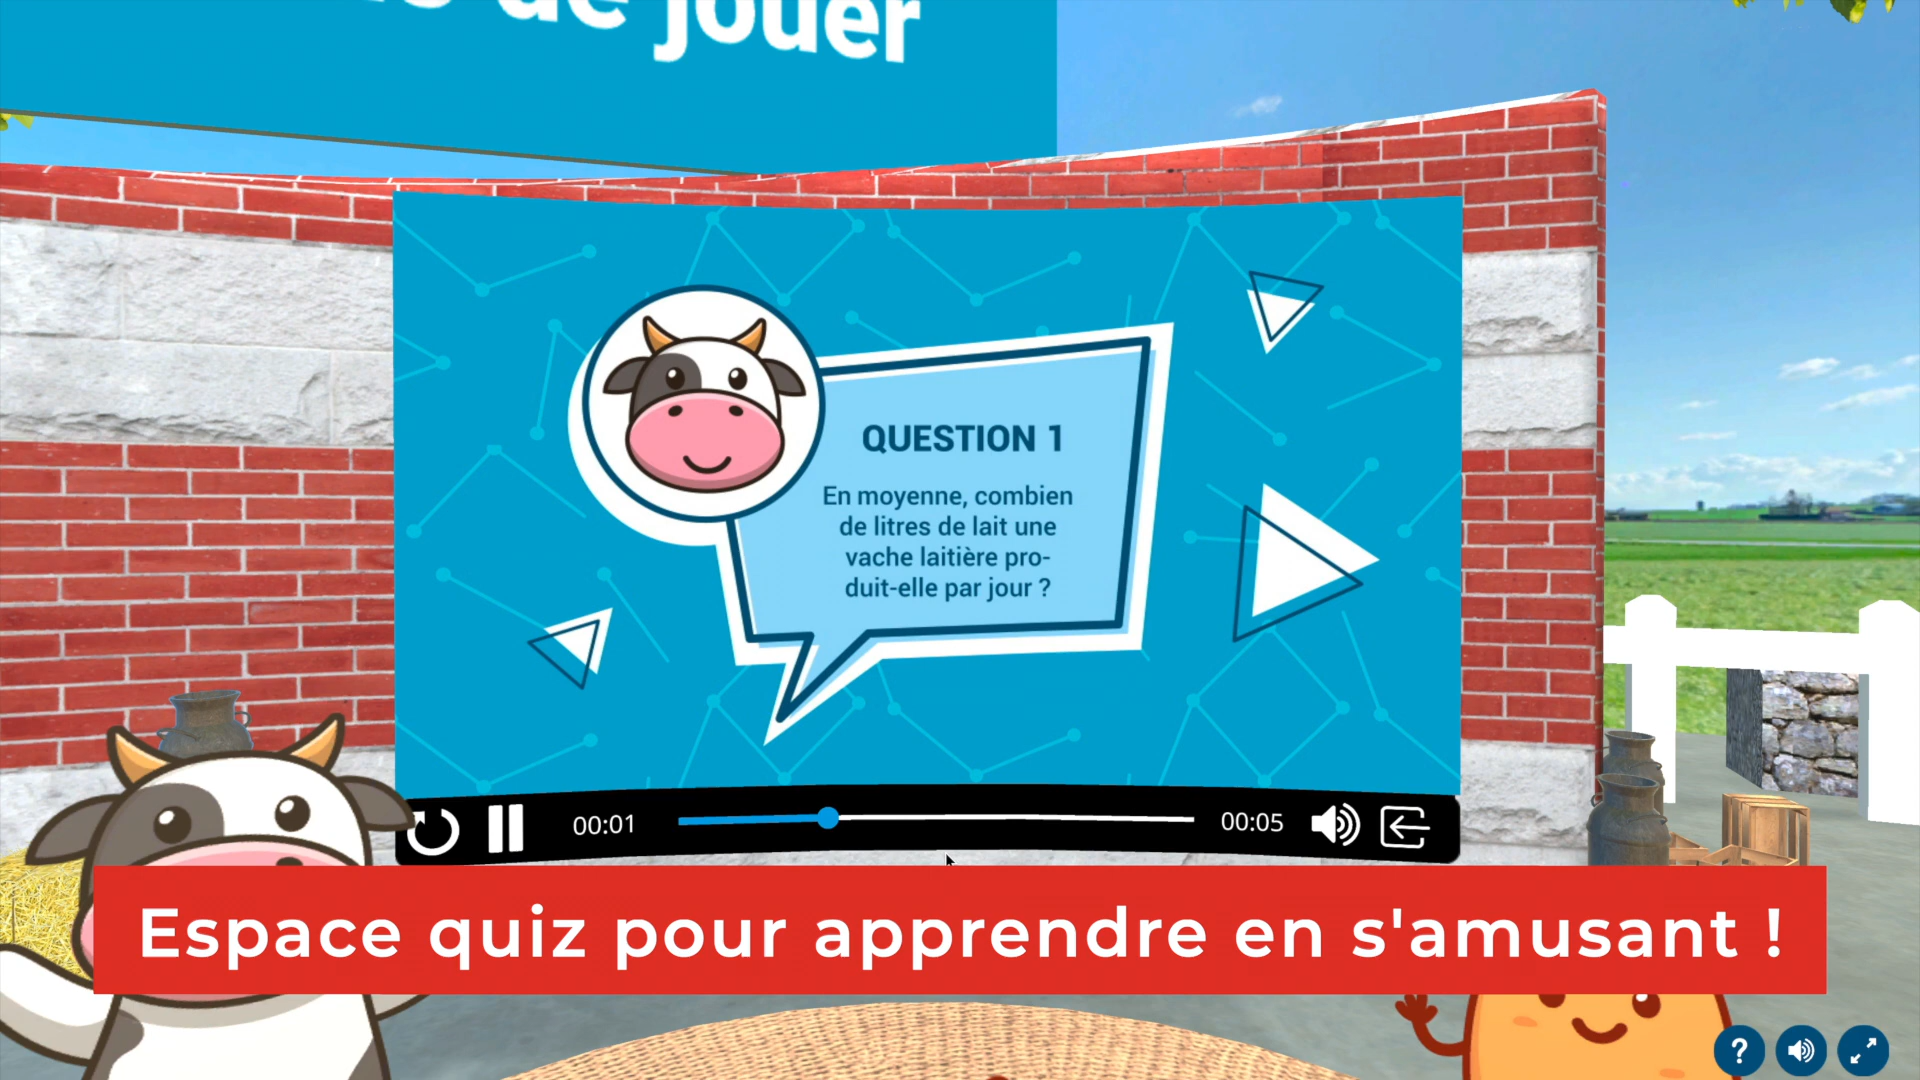 de jouer
QUESTION 1
En moyenne, combien
de litres de lait une
vache laitière pro-
duit-elle par jour ?
00:01
00:05
Espace quiz pour apprendre en s'amusant !
?